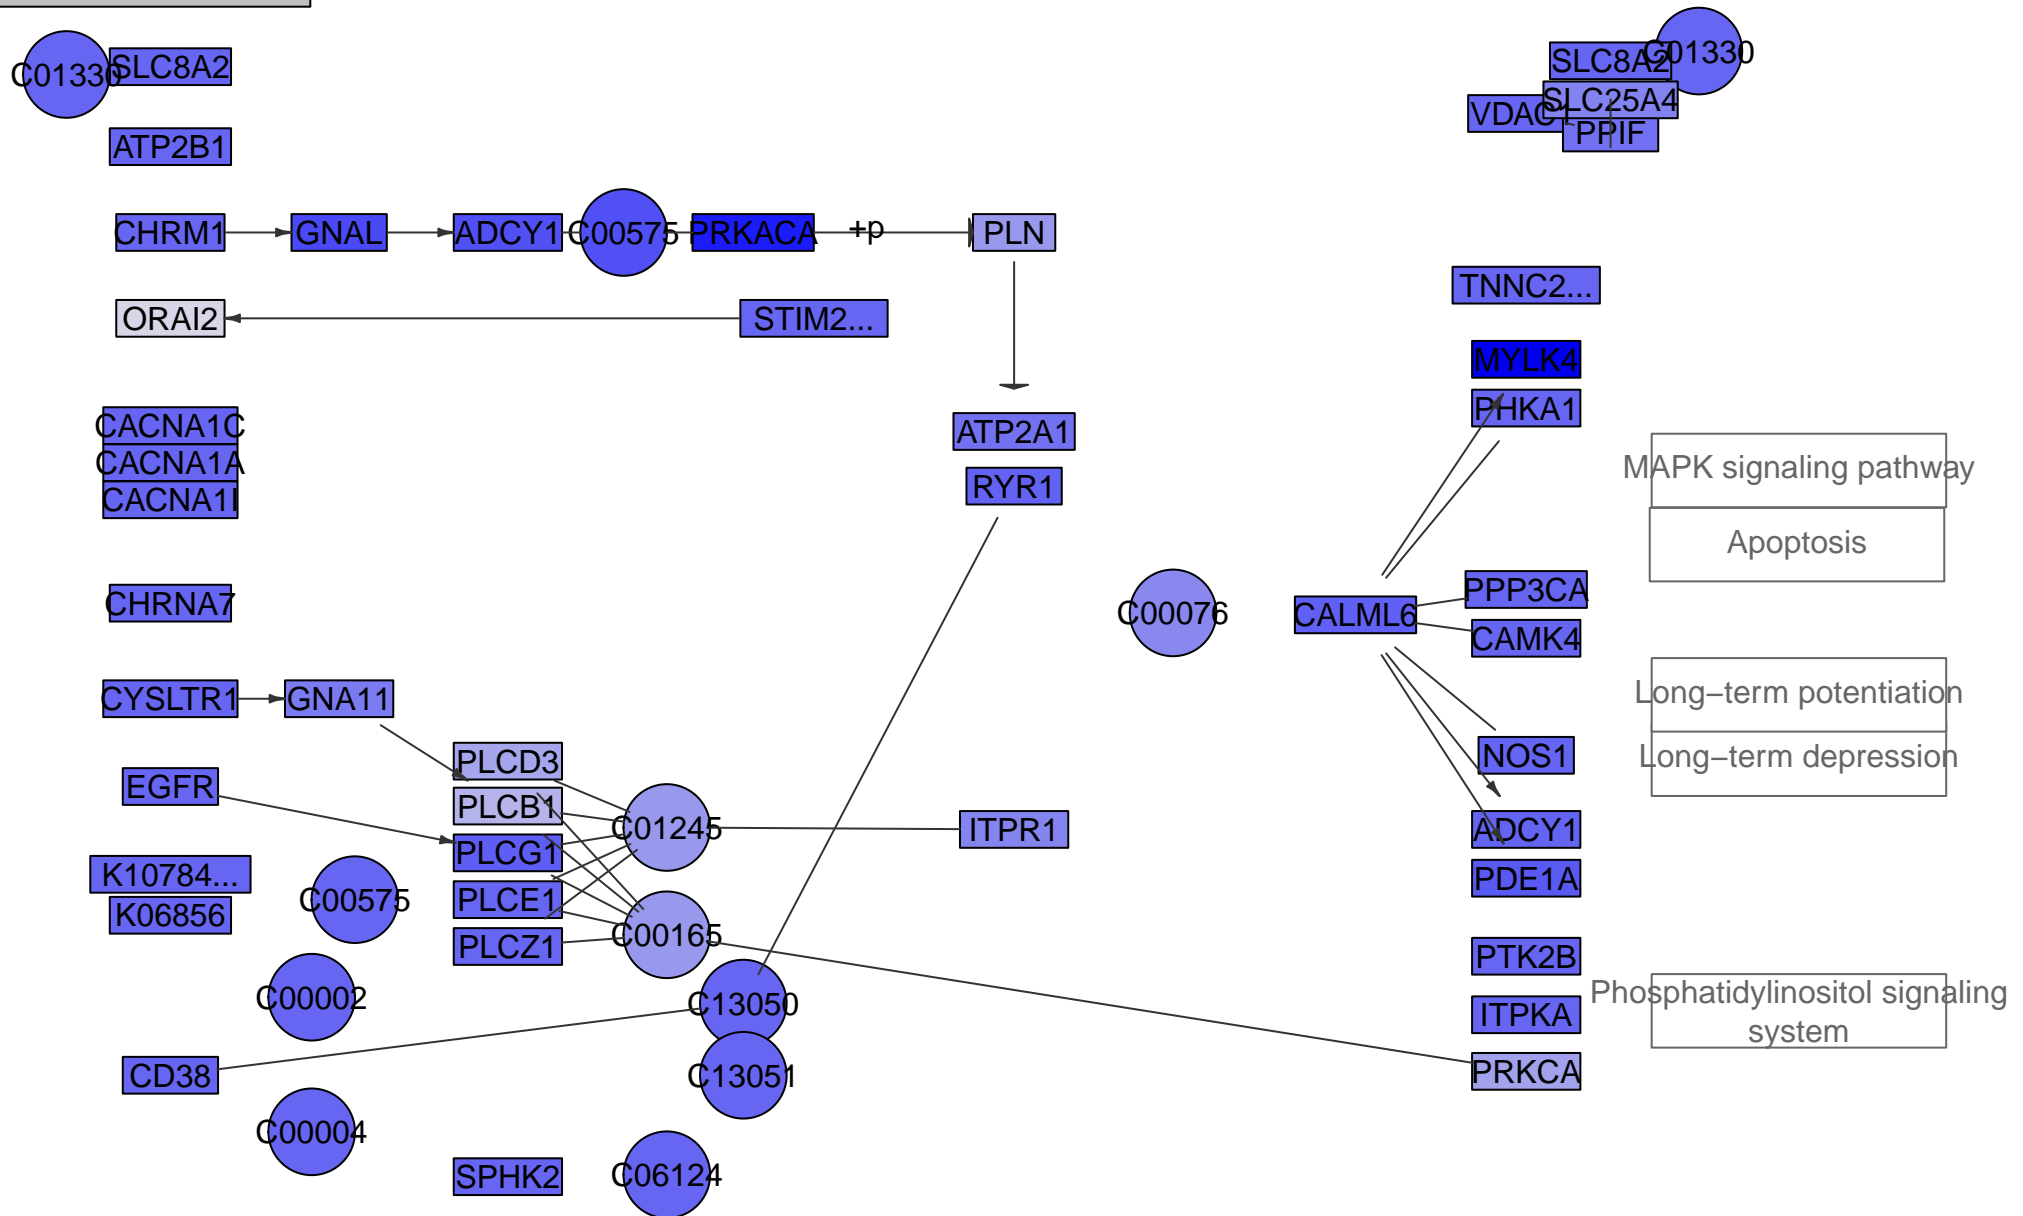 C01330
SLC8A2
SLC8A2
C01330
SLC25A4
VDAC1
PPIF
ATP2B1
CHRM1
GNAL
ADCY1
C00575
PRKACA
+p
PLN
TNNC2...
ORAI2
STIM2...
MYLK4
PHKA1
CACNA1C
CACNA1A
CACNA1I
ATP2A1
RYR1
MAPK signaling pathway
Apoptosis
CHRNA7
C00076
CALML6
PPP3CA
CAMK4
CYSLTR1
GNA11
Long−term potentiation
Long−term depression
NOS1
PLCD3
EGFR
PLCB1
C01245
ITPR1
ADCY1
PLCG1
PDE1A
K10784...
K06856
C00575
PLCE1
PLCZ1
C00165
PTK2B
C00002
C13050
ITPKA
Phosphatidylinositol signaling
system
CD38
C13051
PRKCA
C00004
SPHK2
C06124